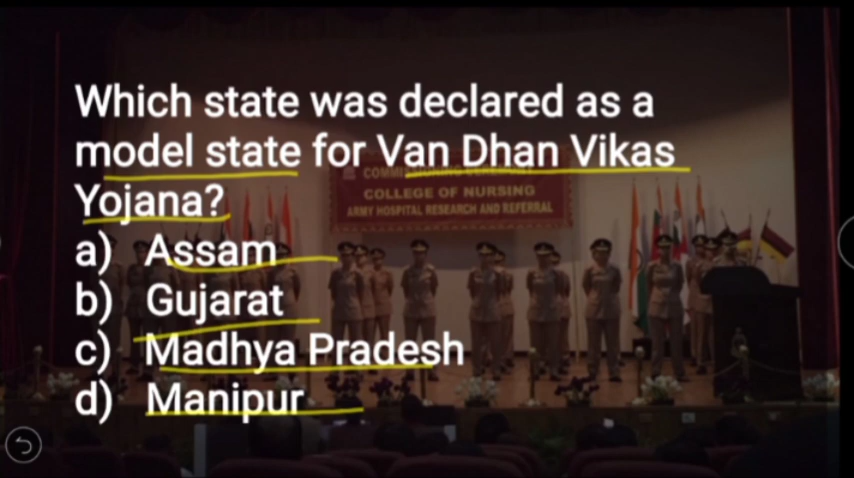 Which state was declared as a
model state for Van Dhan Vikas
Yojana?
a) Assam
b) Gujarat
c) Madhya Pradesh
d) Manipur
COLLEGE OF NURSING
ARMY HOSPITAL RESEARCH AND REFERRAL